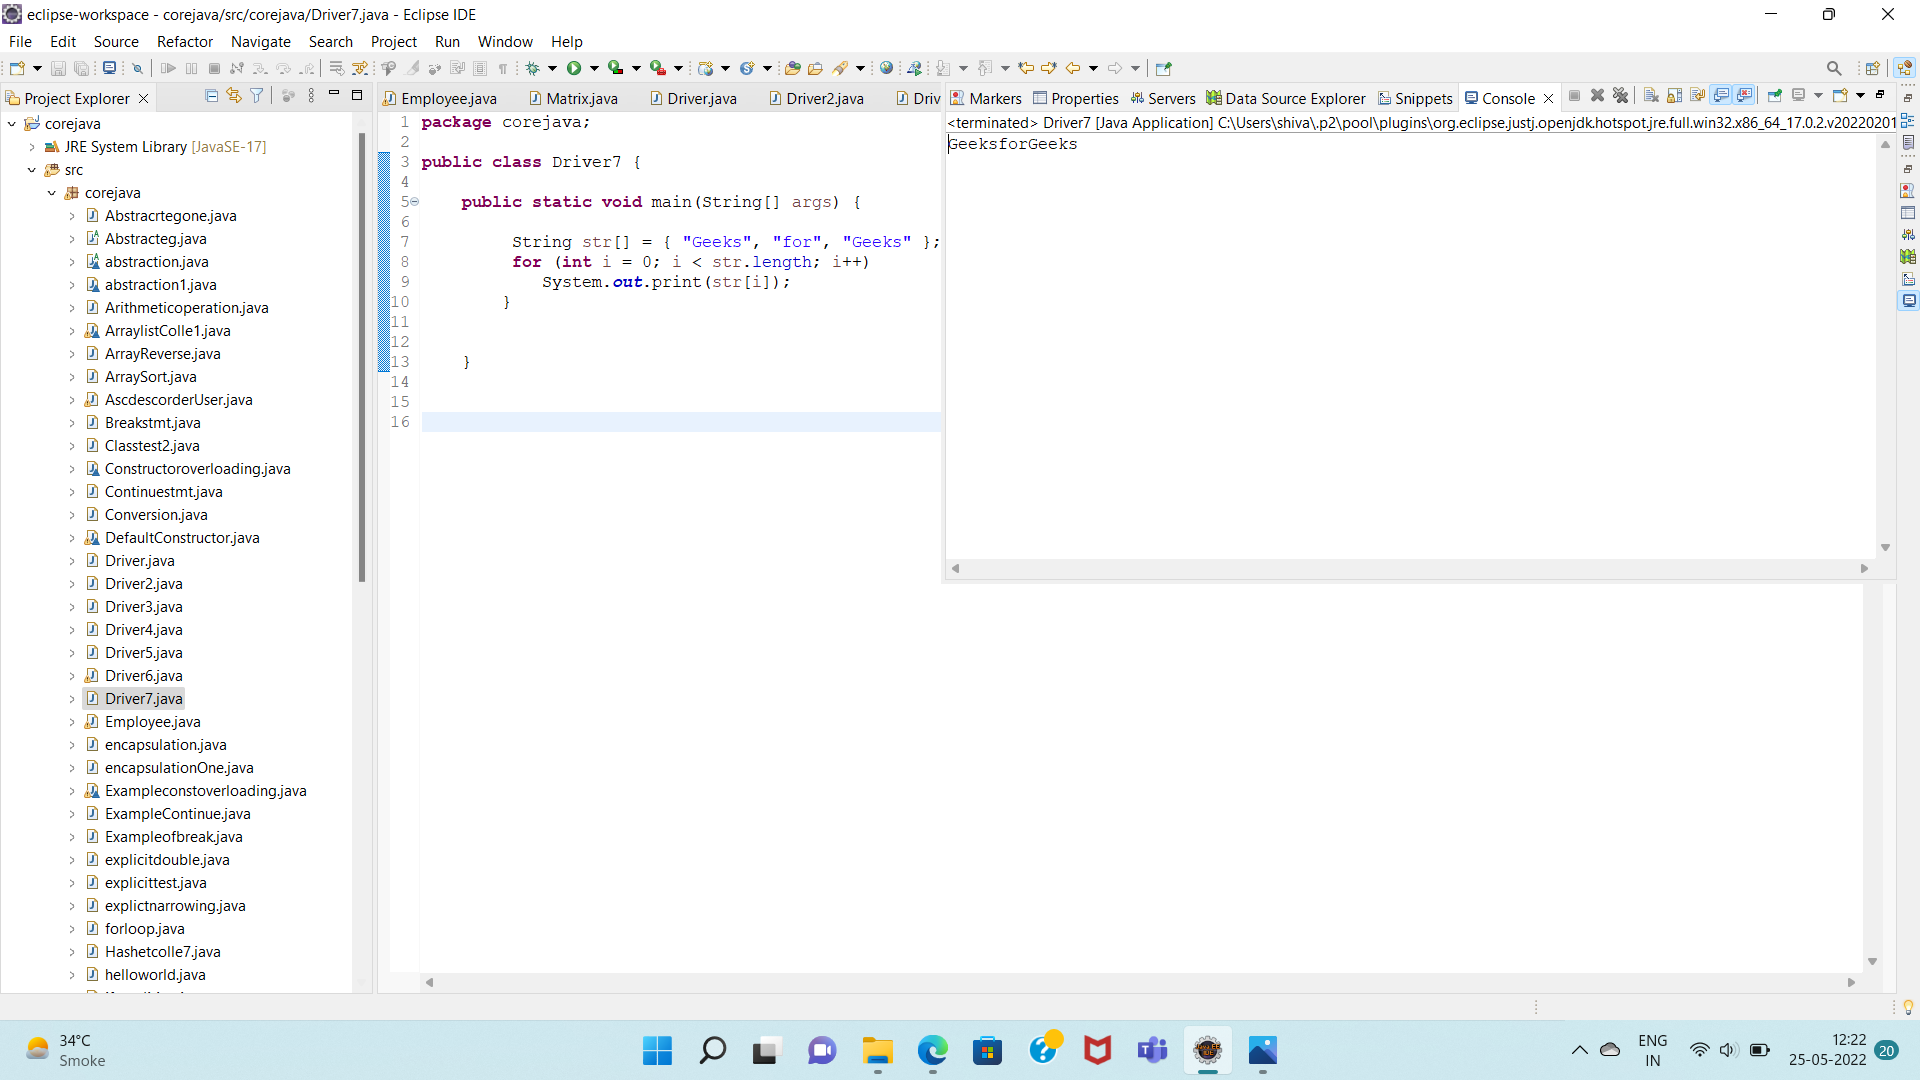 eclipse-workspace - corejava/src/corejava/Driver7.java - Eclipse IDE
File Edit Source Refactor Navigate Search Project Run Window Help
Project Explorer
Employee.java Matrix.java Driver.java Driver2.java Driv
Markers Properties Servers Data Source Explorer Snippets Console
<terminated> Driver7 [Java Application] C:\Users\shiva\.p2\pool\plugins\org.eclipse.justj.openjdk.hotspot.jre.full.win32.x86_64_17.0.2.v20220201
GeeksforGeeks
corejava
JRE System Library [JavaSE-17]
src
corejava
Abstracrtegone.java
Abstracteg.java
abstraction.java
abstraction1.java
Arithmeticoperation.java
ArraylistColle1.java
ArrayReverse.java
ArraySort.java
AscdescorderUser.java
Breakstmt.java
Classtest2.java
Constructoroverloading.java
Continuestmt.java
Conversion.java
DefaultConstructor.java
Driver.java
Driver2.java
Driver3.java
Driver4.java
Driver5.java
Driver6.java
Driver7.java
Employee.java
encapsulation.java
encapsulationOne.java
Exampleconstoverloading.java
ExampleContinue.java
Exampleofbreak.java
explicitdouble.java
explicittest.java
explictnarrowing.java
forloop.java
Hashetcolle7.java
helloworld.java
1 package corejava;
2
3 public class Driver7 {
4
5 public static void main(String[] args) {
6
7 String str[] = { "Geeks", "for", "Geeks" };
8 for (int i = 0; i < str.length; i++)
9 System.out.print(str[i]);
10 }
11
12
13 }
14
15
16
34°C
Smoke
ENG
IN
12:22
25-05-2022
20